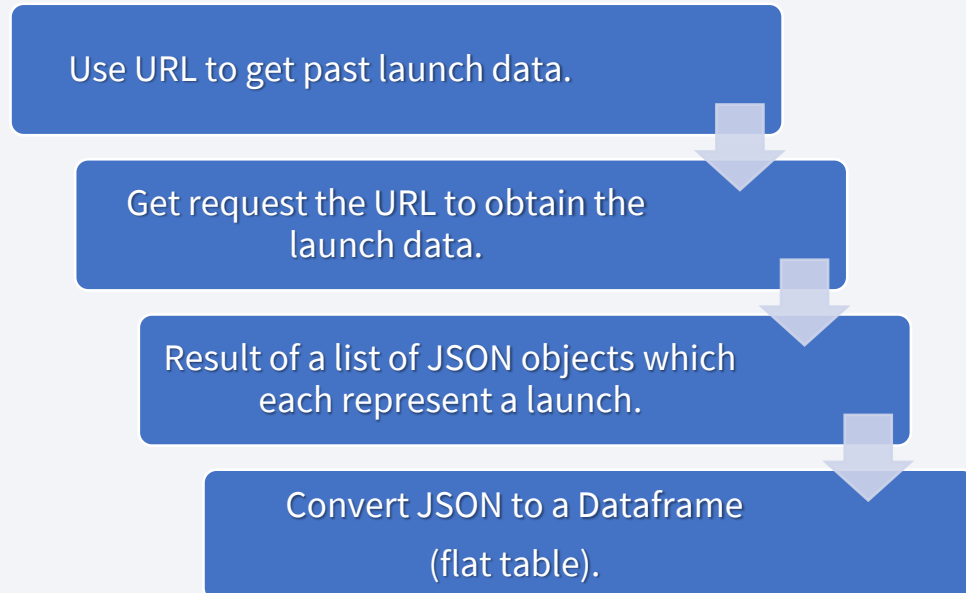 Use URL to get past launch data.
Get request the URL to obtain the
launch data.
Result of a list of JSON objects which
each represent a launch.
Convert JSON to a Dataframe
(flat table).